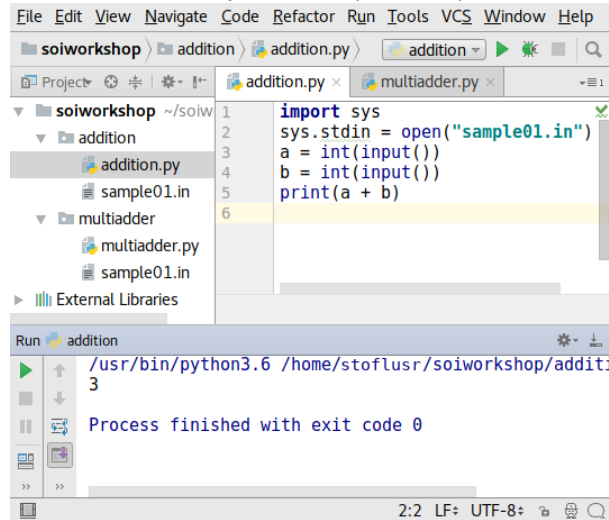 File Edit View Navigate Code Refactor Run Tools VCS Window Help
soiworkshop addition addition.py addition
Project addition.py multiadder.py 1
soiworkshop ~/soiw
addition
addition.py
sample01.in
multiadder
multiadder.py
sample01.in
External Libraries
1 import sys
2 sys.stdin = open("sample01.in")
3 a = int(input())
4 b = int(input())
5 print(a + b)
6
Run addition
/usr/bin/python3.6 /home/stoflusr/soiworkshop/additi
3
Process finished with exit code 0
2:2 LF UTF-8